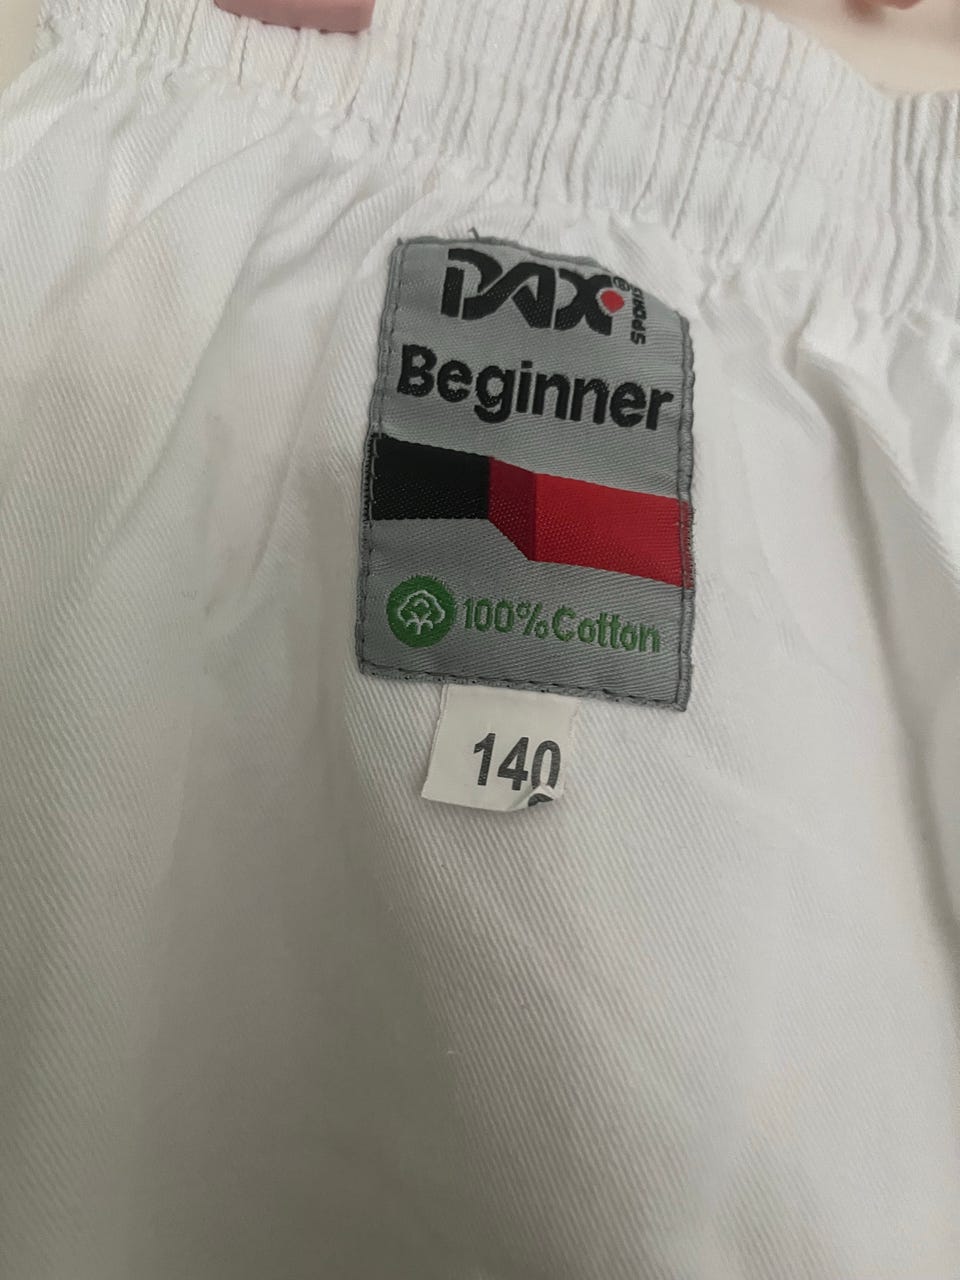 DAX® SPORTS
Beginner
100% Cotton
140